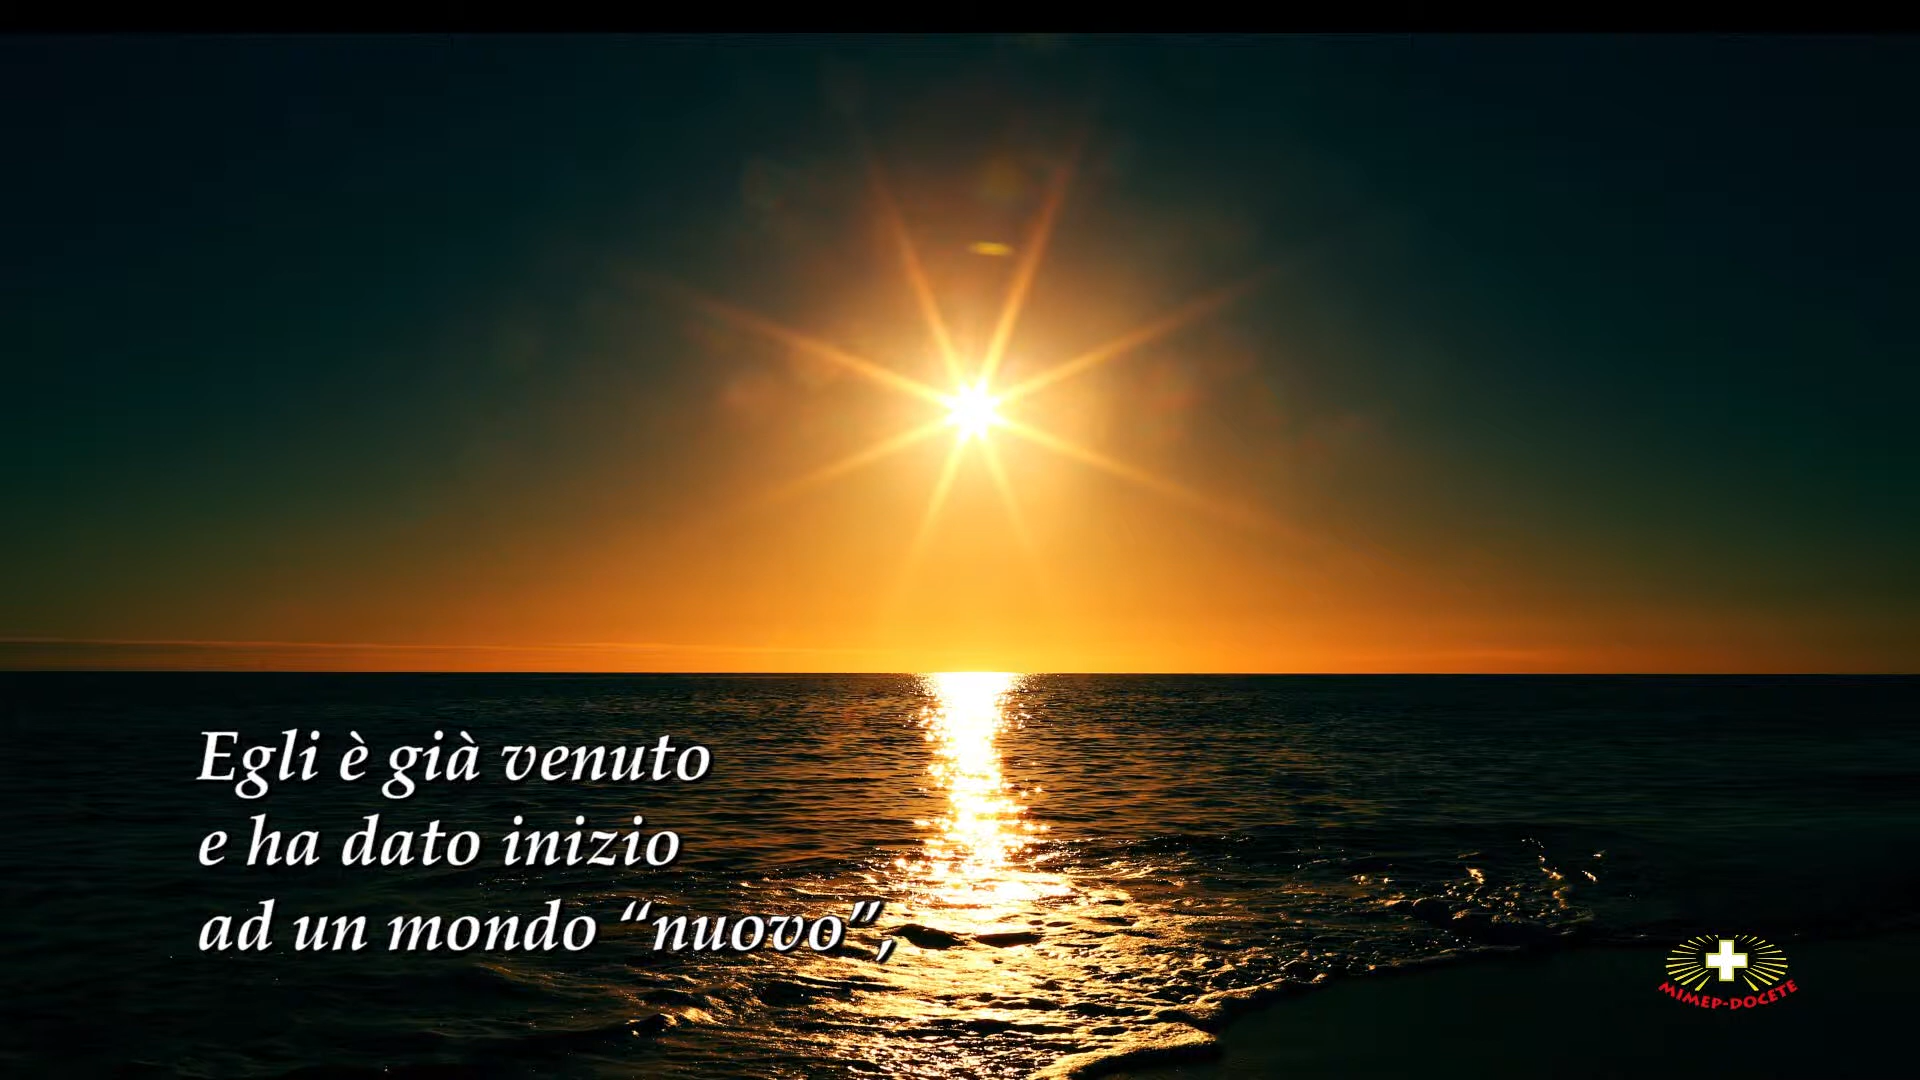 Egli è già venuto
e ha dato inizio
ad un mondo “nuovo”,
MIMEP-DOCETE